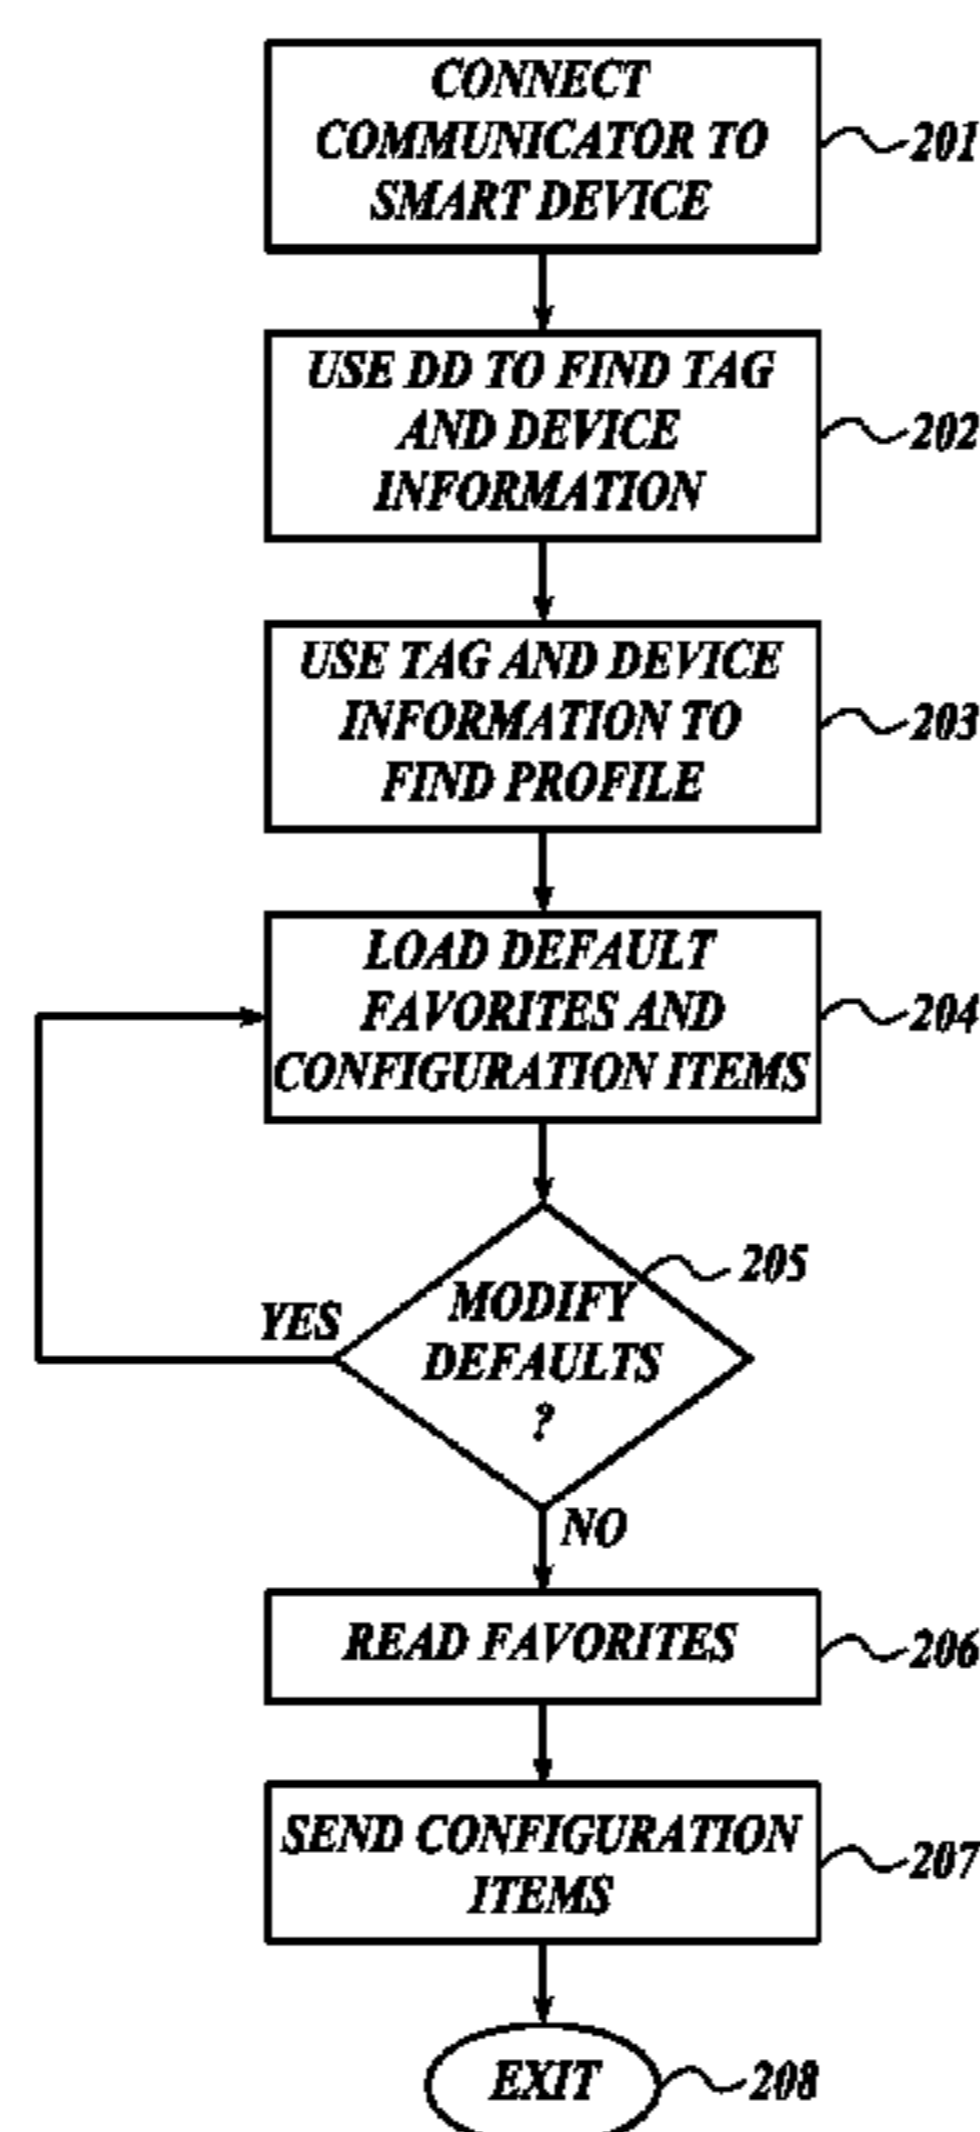 CONNECT
COMMUNICATOR TO
SMART DEVICE
201
USE DD TO FIND TAG
AND DEVICE
INFORMATION
202
USE TAG AND DEVICE
INFORMATION TO
FIND PROFILE
203
LOAD DEFAULT
FAVORITES AND
CONFIGURATION ITEMS
204
205
MODIFY
DEFAULTS
?
YES
NO
READ FAVORITES
206
SEND CONFIGURATION
ITEMS
207
EXIT
208